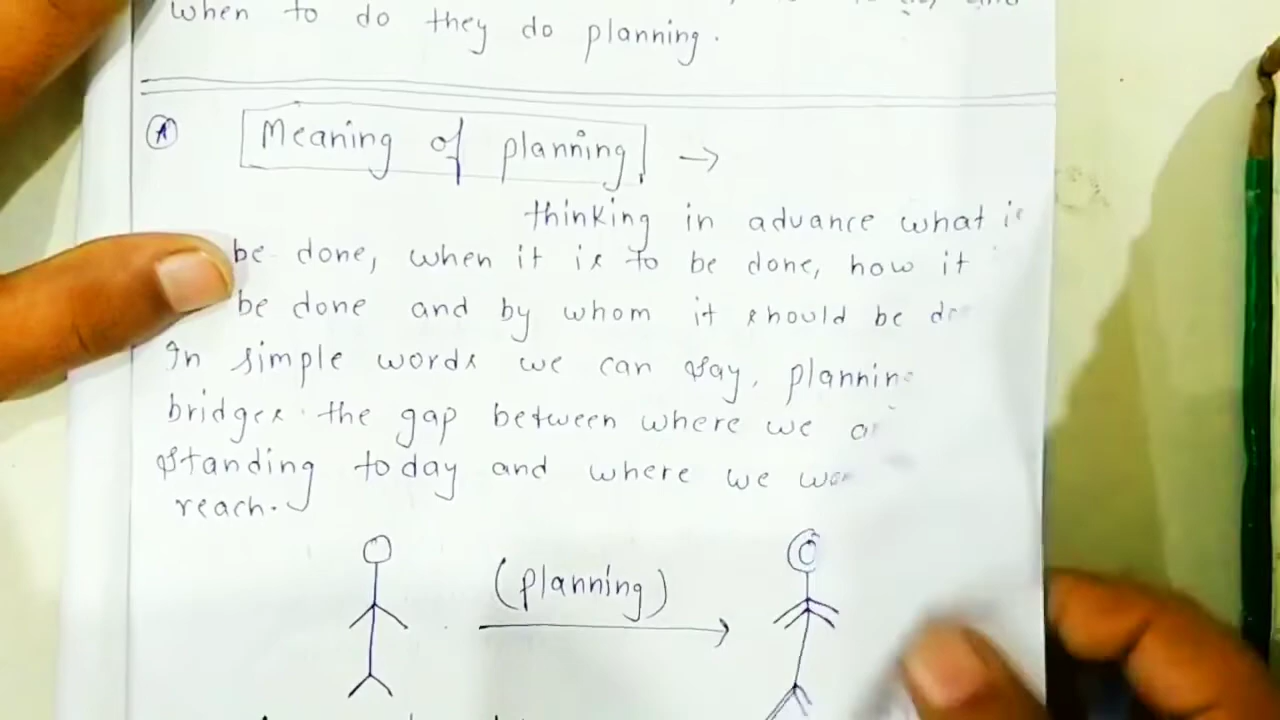 when to do they do planning.
A Meaning of planning →
thinking in advance what
be done, when it is to be done, how it
be done and by whom it should be
In simple words we can say, 
bridges the gap between where we
standing today and where we
reach.
(planning)